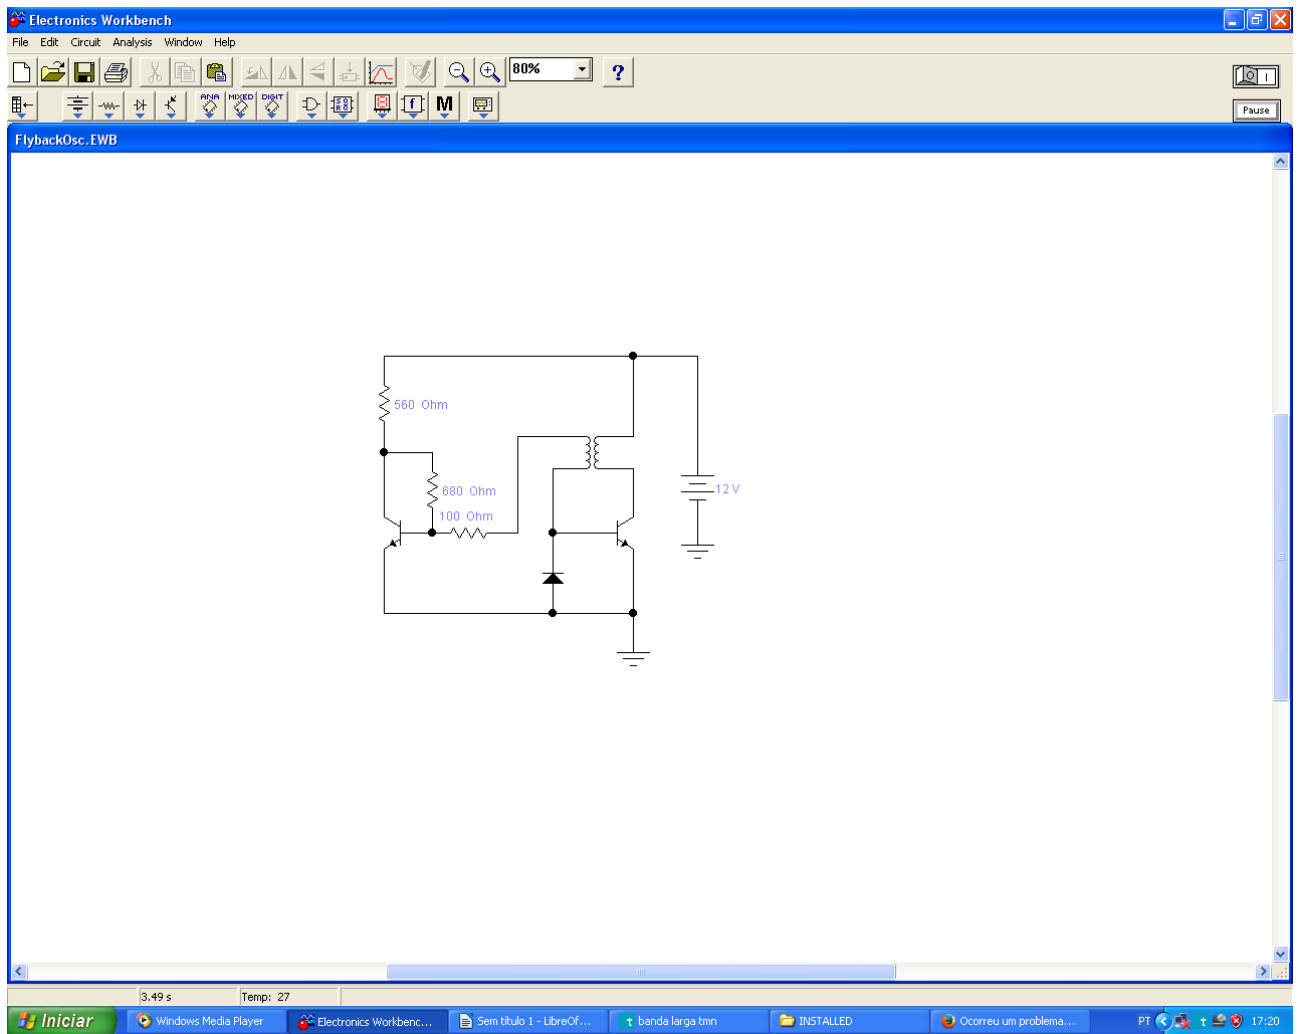 Electronics Workbench
File Edit Circuit Analysis Window Help
80% ?
ANA MIXED DIGIT M
Pause
FlybackOsc.EWB
560 Ohm
680 Ohm
100 Ohm
12 V
3.49 s Temp: 27
Iniciar Windows Media Player Electronics Workbenc... Sem título 1 - LibreOf... t banda larga tmn INSTALLED Ocorreu um problema... PT t 17:20